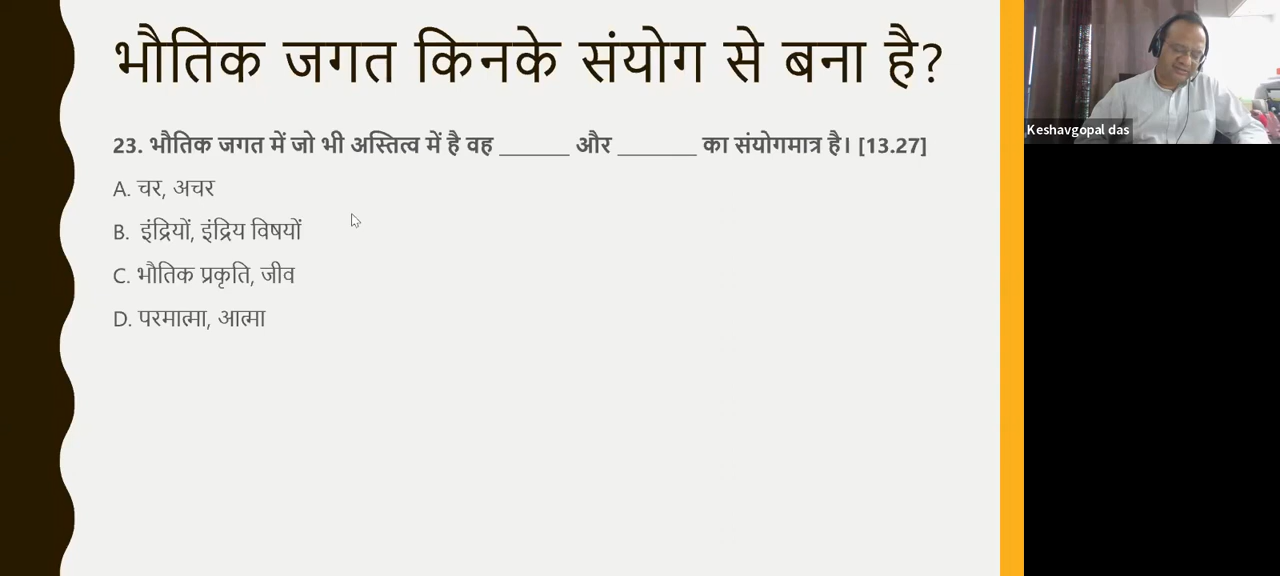 भौतिक जगत किनके संयोग से बना है?
23. भौतिक जगत में जो भी अस्तित्व में है वह _______ और ________ का संयोगमात्र है। [13.27]
A. चर, अचर
B. इंद्रियों, इंद्रिय विषयों
C. भौतिक प्रकृति, जीव
D. परमात्मा, आत्मा
Keshavgopal das